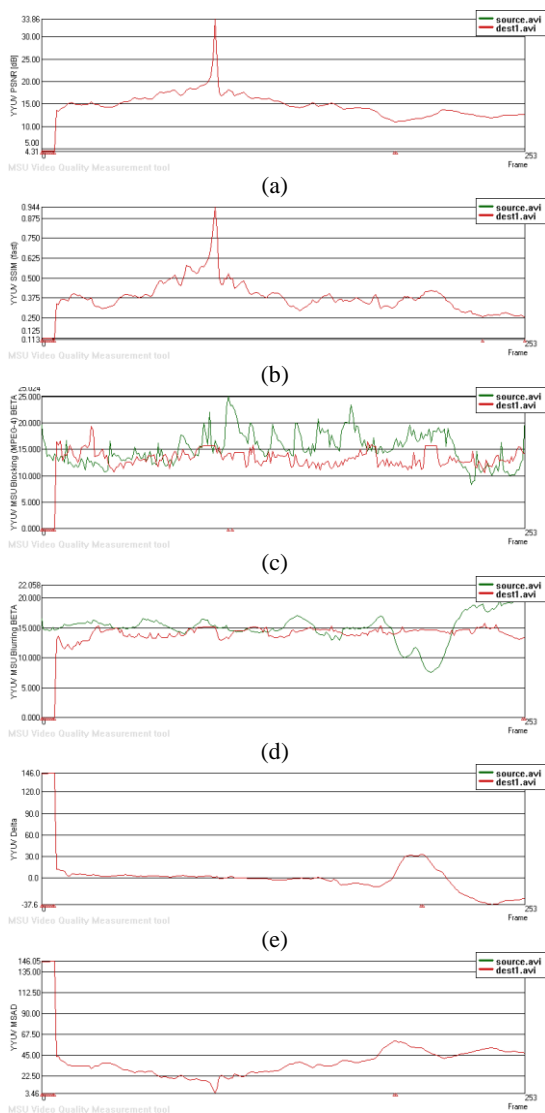 33.86
30.00
25.00
20.00
15.00
10.00
5.00
4.31
YYUV PSNR [dB]
source.avi
dest1.avi
0
253
Frame
MSU Video Quality Measurement tool
(a)
0.944
0.875
0.750
0.625
0.500
0.375
0.250
0.125
0.113
YYUV SSIM (fast)
source.avi
dest1.avi
0
253
Frame
MSU Video Quality Measurement tool
(b)
25.024
25.000
20.000
15.000
10.000
5.000
0.000
YYUV MSU Blocking (MPEG-4) BETA
source.avi
dest1.avi
0
253
Frame
MSU Video Quality Measurement tool
(c)
22.058
20.000
15.000
10.000
5.000
0.000
YYUV MSU Blurring BETA
source.avi
dest1.avi
0
253
Frame
MSU Video Quality Measurement tool
(d)
146.0
120.0
90.0
60.0
30.0
0.0
-37.6
YYUV Delta
source.avi
dest1.avi
0
253
Frame
MSU Video Quality Measurement tool
(e)
146.05
135.00
112.50
90.00
67.50
45.00
22.50
3.46
YYUV MSAD
source.avi
dest1.avi
0
253
Frame
MSU Video Quality Measurement tool